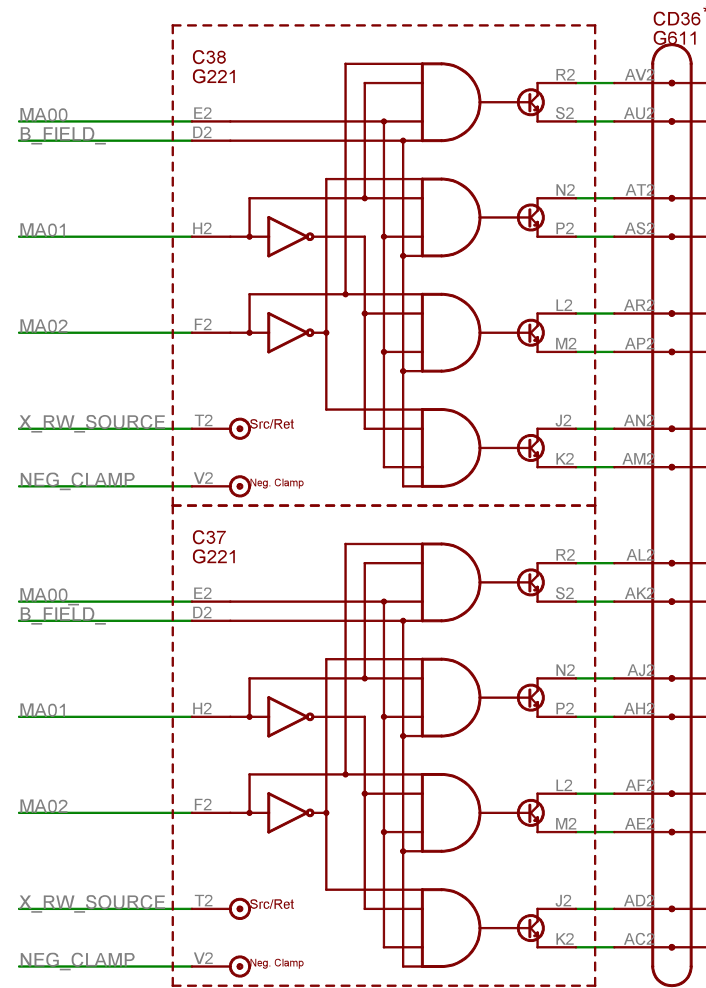 CD36*
G611
C38
G221
R2 AV2
MA00 E2 S2 AU2
B_FIELD_ D2
N2 AT2
MA01 H2 P2 AS2
L2 AR2
MA02 F2 M2 AP2
X_RW_SOURCE T2 Src/Ret J2 AN2
K2 AM2
NEG_CLAMP V2 Neg. Clamp
C37
G221
R2 AL2
MA00_ E2 S2 AK2
B_FIELD_ D2
N2 AJ2
MA01 H2 P2 AH2
L2 AF2
MA02 F2 M2 AE2
X_RW_SOURCE T2 Src/Ret J2 AD2
K2 AC2
NEG_CLAMP V2 Neg. Clamp